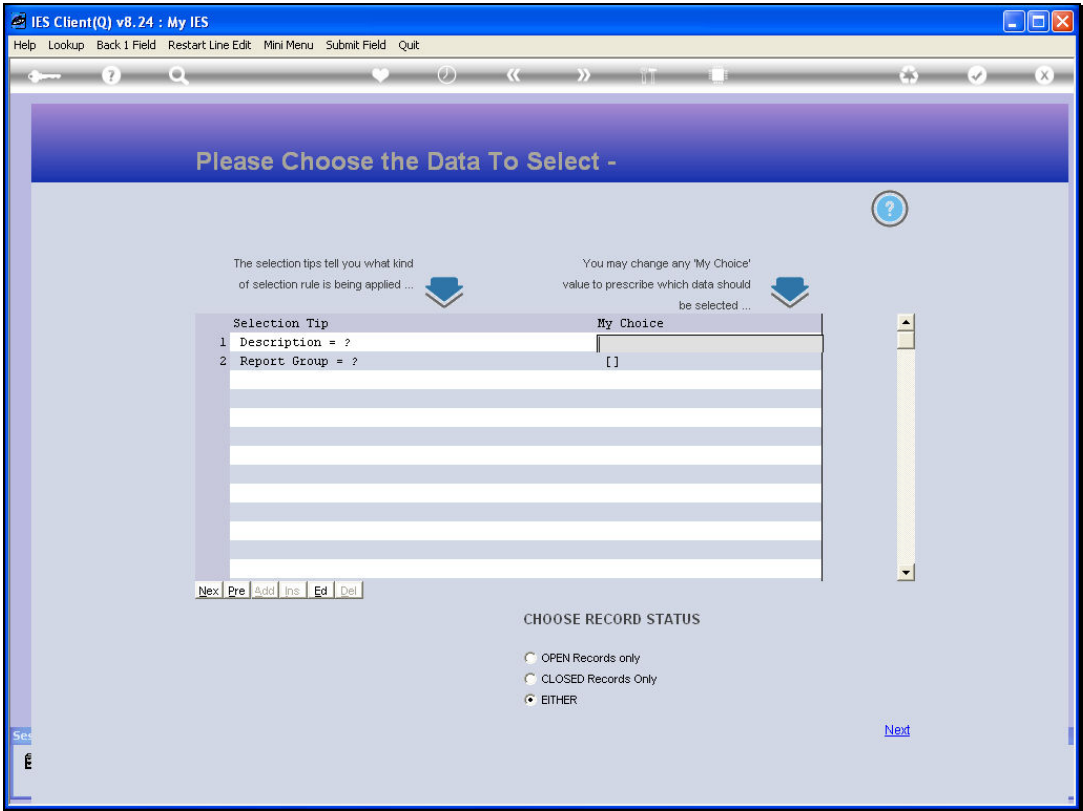 IES Client(Q) v8.24 : My IES
Help Lookup Back 1 Field Restart Line Edit Mini Menu Submit Field Quit
Please Choose the Data To Select -
The selection tips tell you what kind
of selection rule is being applied ...
You may change any 'My Choice'
value to prescribe which data should
be selected ...
Selection Tip My Choice
1 Description = ?
2 Report Group = ? []
Nex Pre Add Ins Ed Del
CHOOSE RECORD STATUS
OPEN Records only
CLOSED Records Only
EITHER
Next